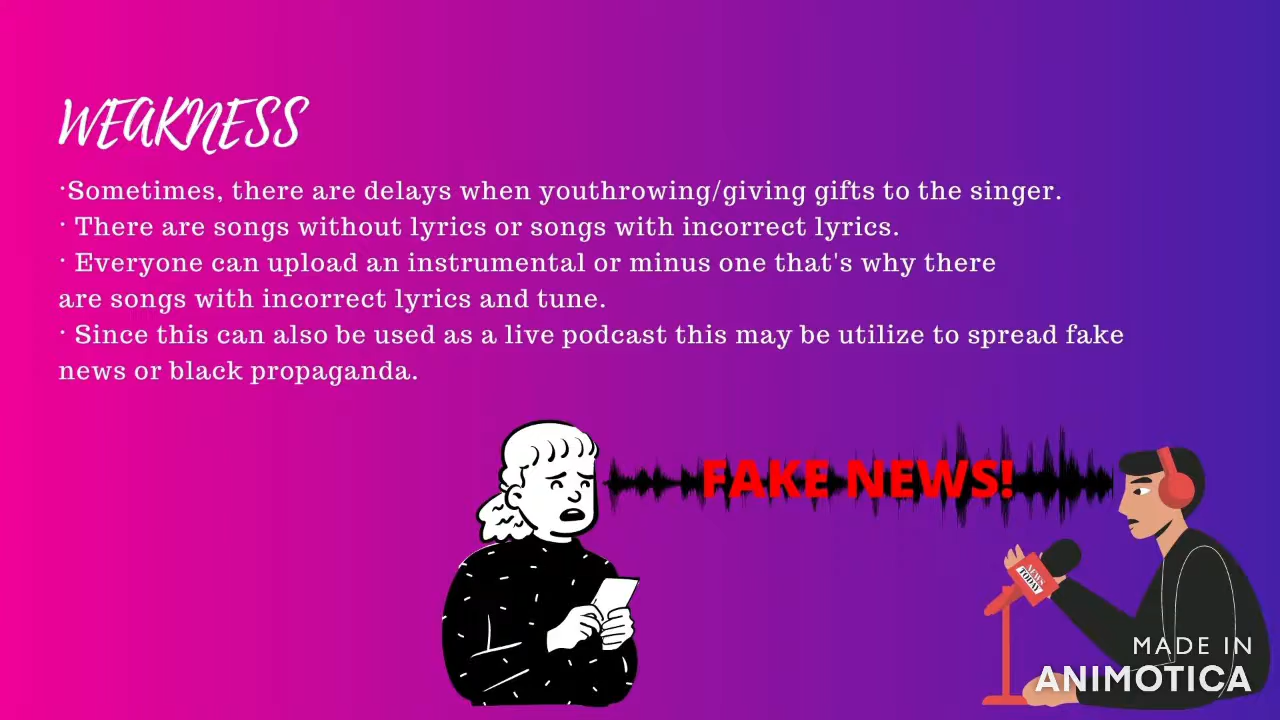 WEAKNESS
·Sometimes, there are delays when youthrowing/giving gifts to the singer.
· There are songs without lyrics or songs with incorrect lyrics.
· Everyone can upload an instrumental or minus one that's why there
are songs with incorrect lyrics and tune.
· Since this can also be used as a live podcast this may be utilize to spread fake
news or black propaganda.
FAKE NEWS!
NEWS
TODAY
MADE IN
ANIMOTICA